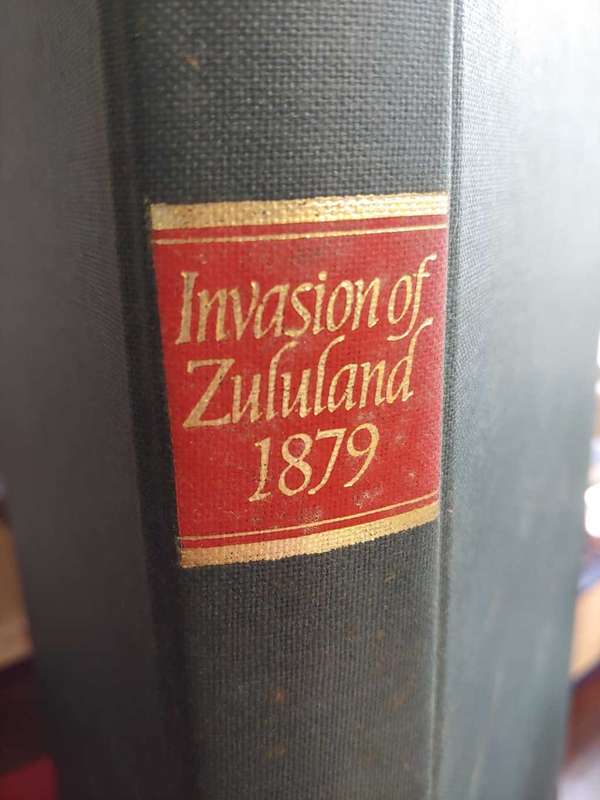 Invasion of
Zululand
1879